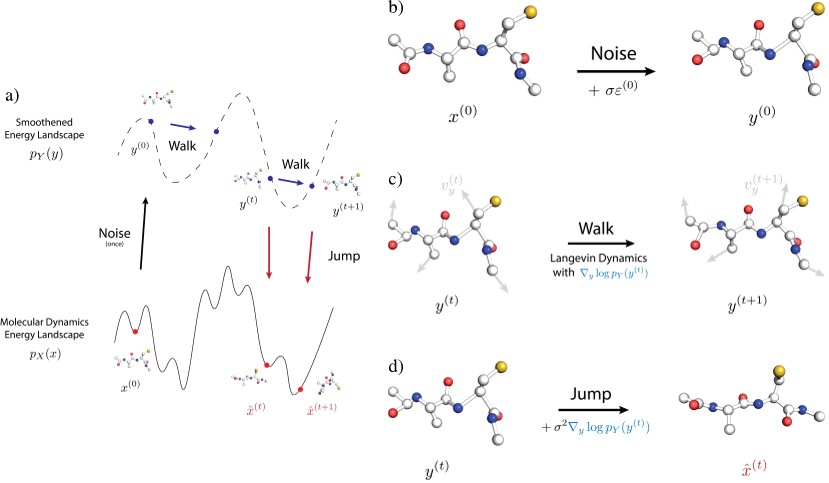 a)
Smoothened
Energy Landscape
p_Y(y)
y^(0)
Walk
Walk
y^(t)
y^(t+1)
Noise
(once)
Jump
Molecular Dynamics
Energy Landscape
p_X(x)
x^(0)
x̂^(t)
x̂^(t+1)
b)
Noise
+ σε^(0)
x^(0)
y^(0)
c)
v_y^(t)
v_y^(t+1)
Walk
Langevin Dynamics
with ∇_y log p_Y(y^(t))
y^(t)
y^(t+1)
d)
Jump
+ σ²∇_y log p_Y(y^(t))
y^(t)
x̂^(t)